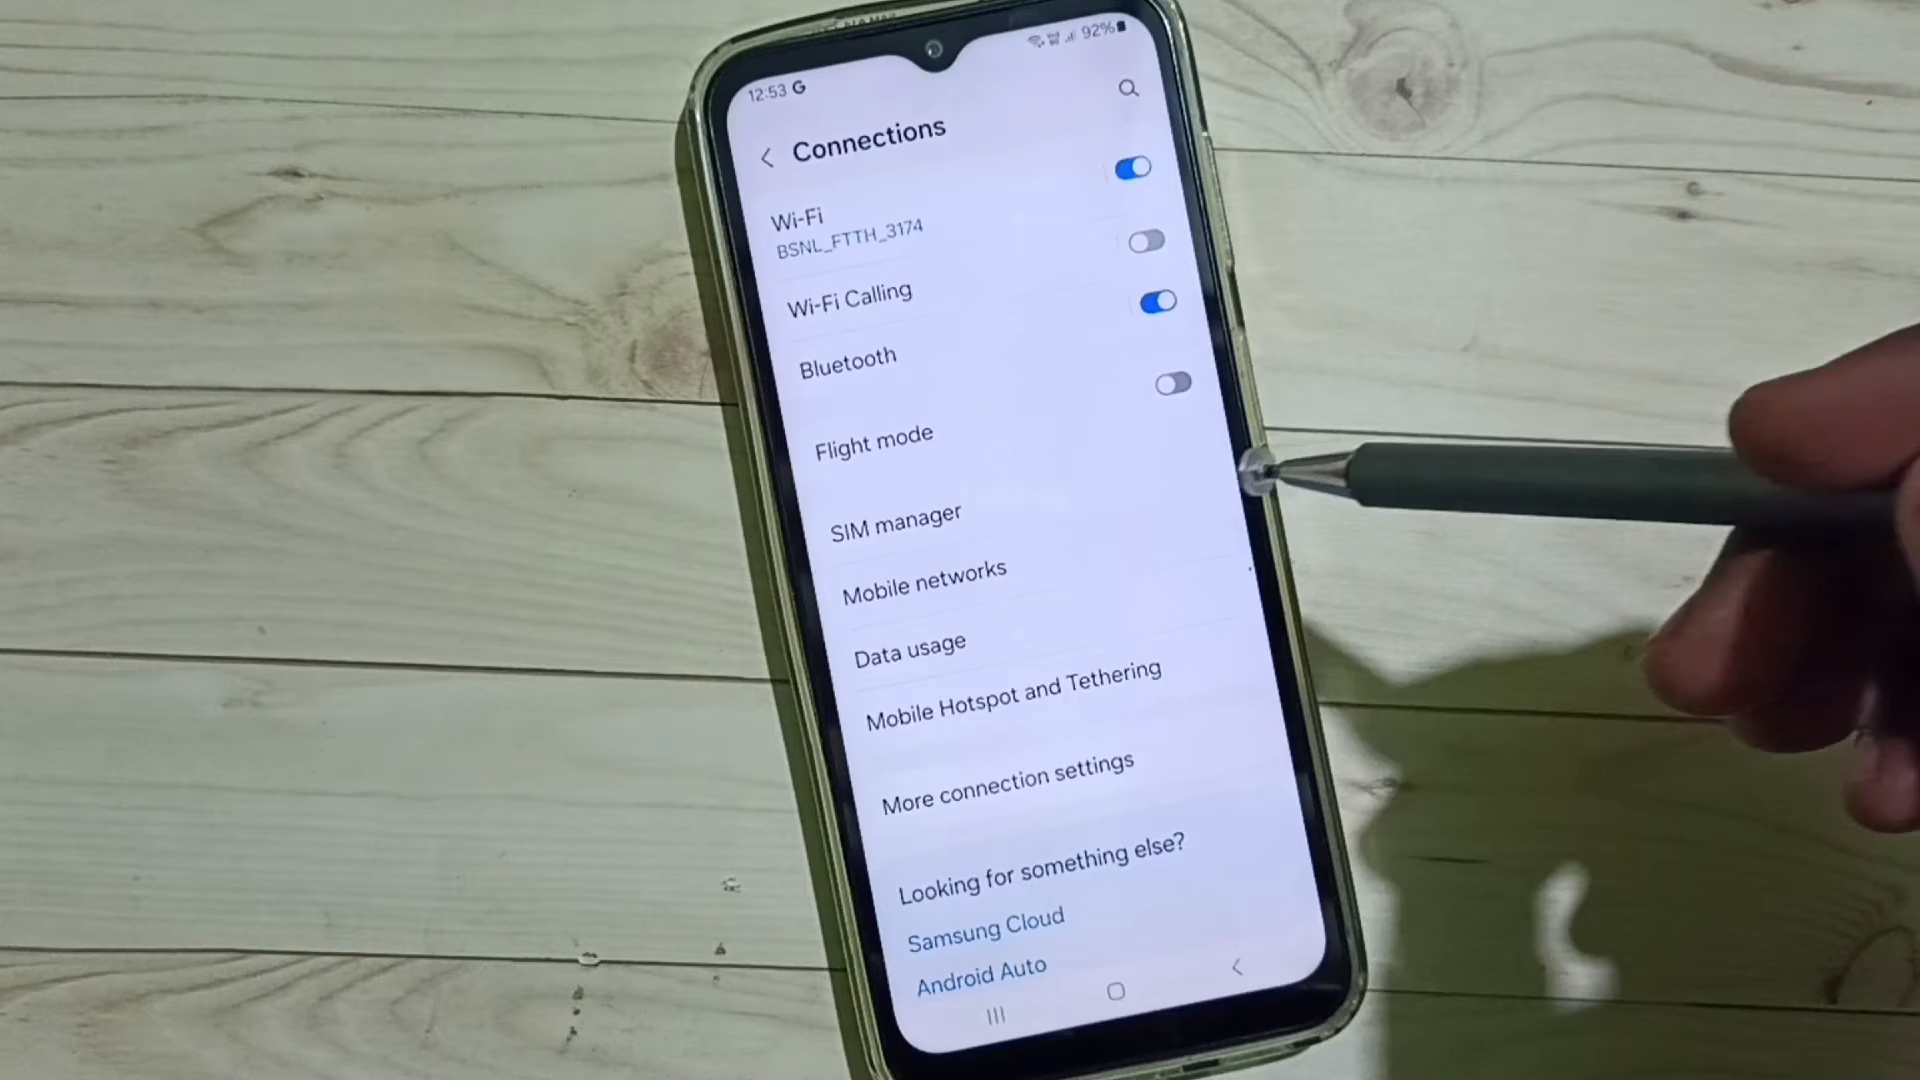 12:53 G 92%
Connections
Wi-Fi
BSNL_FTTH_3174
Wi-Fi Calling
Bluetooth
Flight mode
SIM manager
Mobile networks
Data usage
Mobile Hotspot and Tethering
More connection settings
Looking for something else?
Samsung Cloud
Android Auto